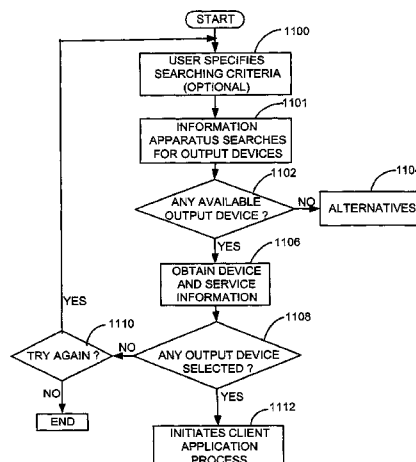 START
1100
USER SPECIFIES
SEARCHING CRITERIA
(OPTIONAL)
1101
INFORMATION
APPARATUS SEARCHES
FOR OUTPUT DEVICES
1102
ANY AVAILABLE
OUTPUT DEVICE ?
NO
1104
ALTERNATIVES
YES
1106
OBTAIN DEVICE
AND SERVICE
INFORMATION
1108
ANY OUTPUT DEVICE
SELECTED ?
NO
1110
TRY AGAIN ?
YES
NO
END
YES
1112
INITIATES CLIENT
APPLICATION
PROCESS